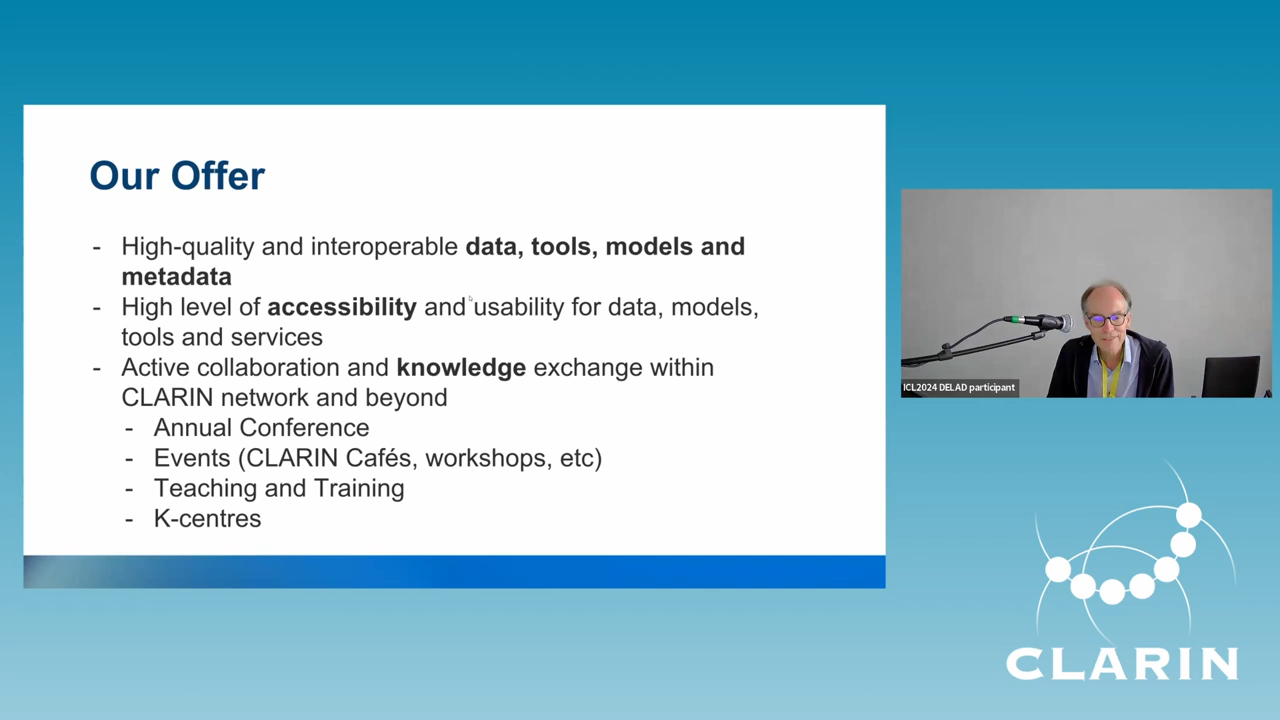 Our Offer
- High-quality and interoperable data, tools, models and
metadata
- High level of accessibility and usability for data, models,
tools and services
- Active collaboration and knowledge exchange within
CLARIN network and beyond
- Annual Conference
- Events (CLARIN Cafés, workshops, etc)
- Teaching and Training
- K-centres
ICL2024 DELAD participant
CLARIN